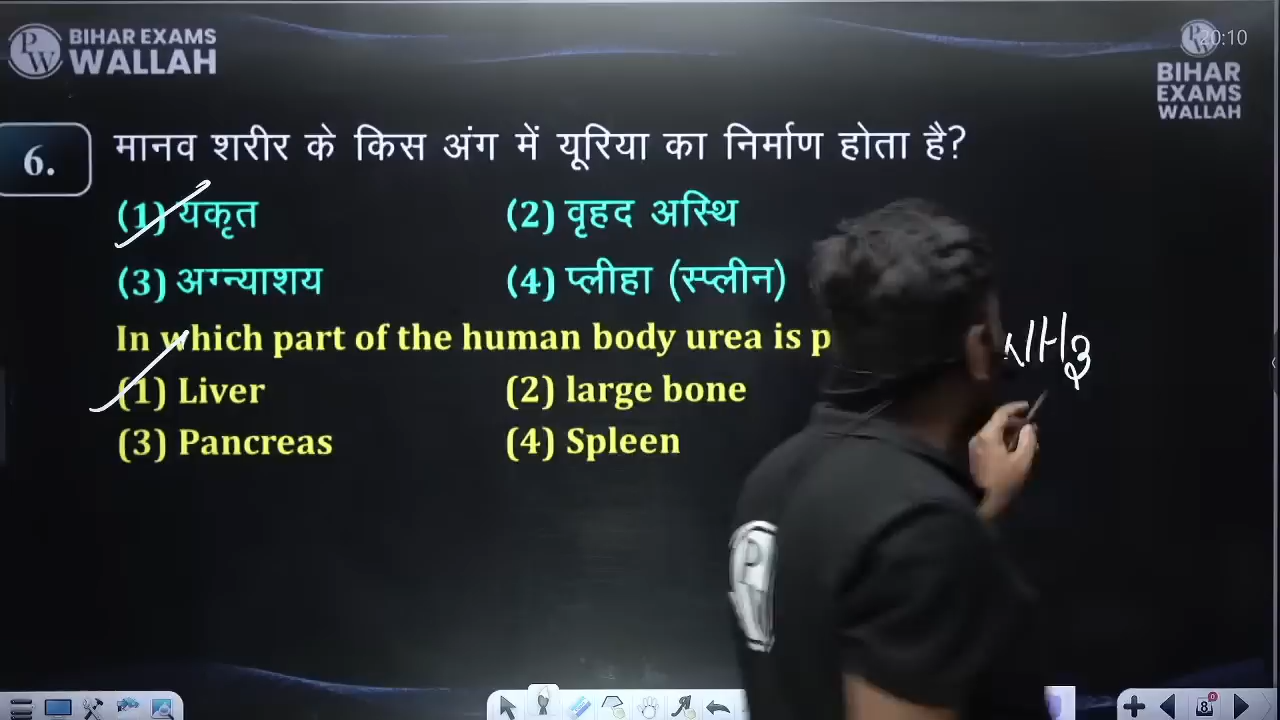 BIHAR EXAMS
WALLAH
20:10
BIHAR
EXAMS
WALLAH
6.
मानव शरीर के किस अंग में यूरिया का निर्माण होता है?
(1) यकृत
(2) वृहद अस्थि
(3) अग्न्याशय
(4) प्लीहा (स्प्लीन)
In which part of the human body urea is p
(1) Liver
(2) large bone
(3) Pancreas
(4) Spleen
NH3
PW
8